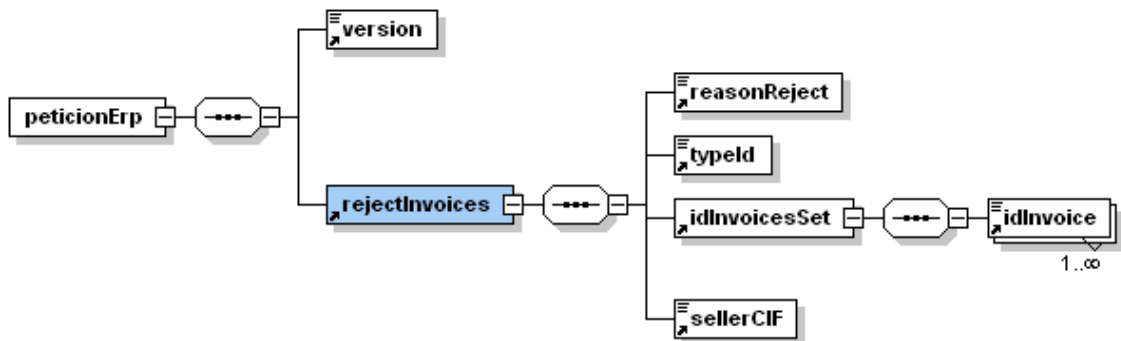 version
peticionErp
rejectInvoices
reasonReject
typeId
idInvoicesSet
idInvoice
1..∞
sellerCIF